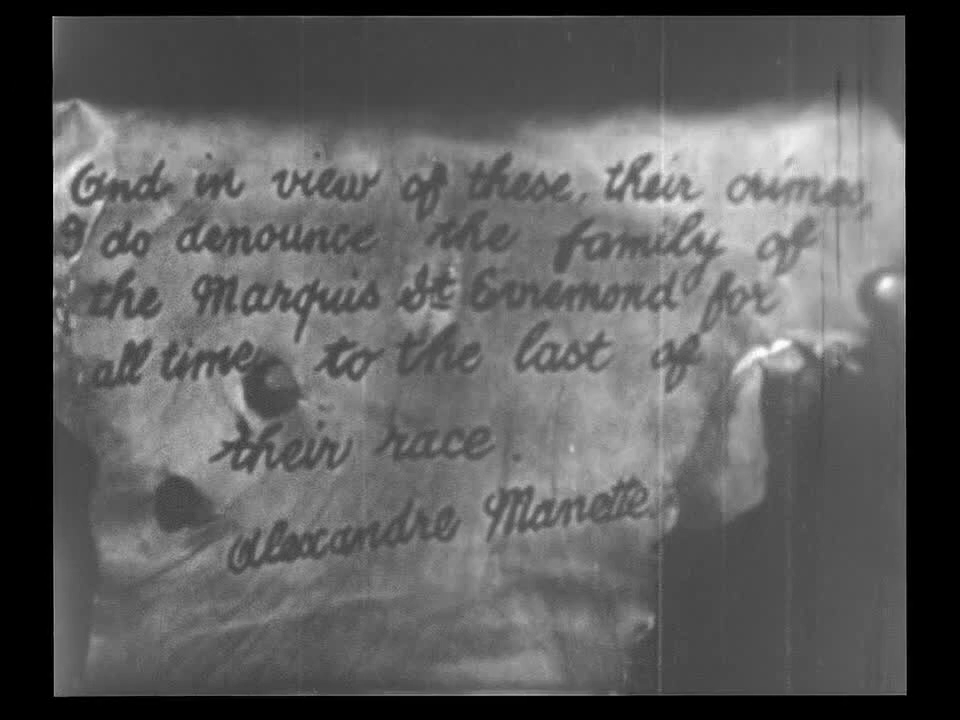 And in view of these, their crimes,
I do denounce the family of
the Marquis St Evremond for
all time, to the last of
their race.
Alexandre Manette.